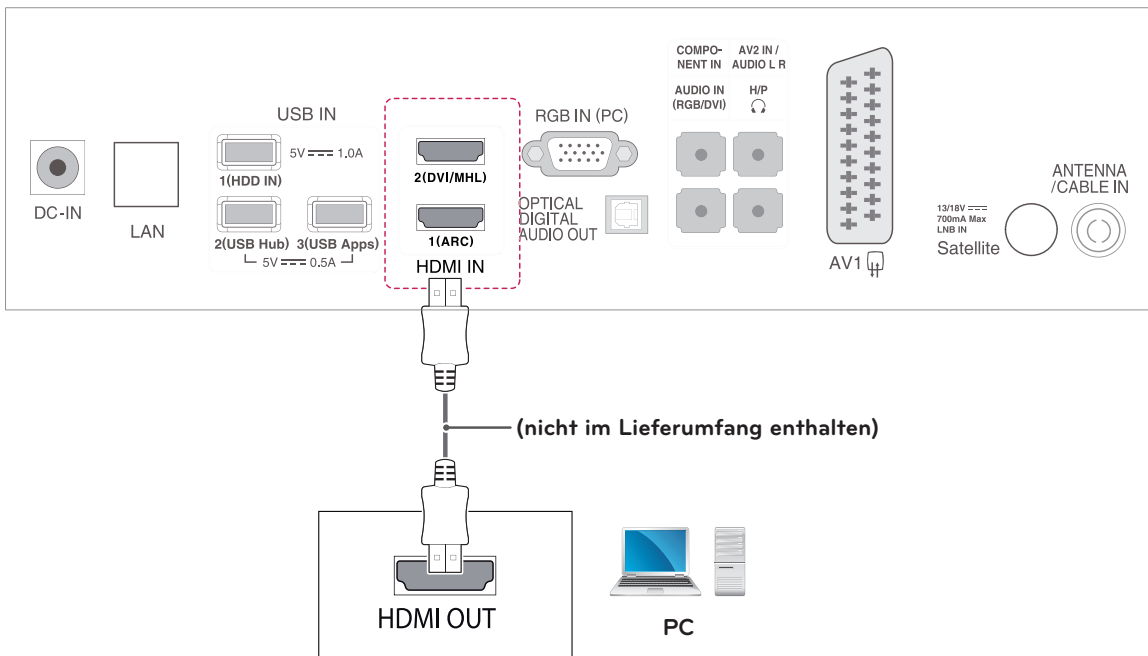 DC-IN
LAN
USB IN
5V 1.0A
1(HDD IN)
2(USB Hub) 3(USB Apps)
5V 0.5A
2(DVI/MHL)
1(ARC)
HDMI IN
RGB IN (PC)
OPTICAL
DIGITAL
AUDIO OUT
COMPO-
NENT IN
AV2 IN /
AUDIO L R
AUDIO IN
(RGB/DVI)
H/P
AV1
13/18V
700mA Max
LNB IN
Satellite
ANTENNA
/CABLE IN
(nicht im Lieferumfang enthalten)
HDMI OUT
PC